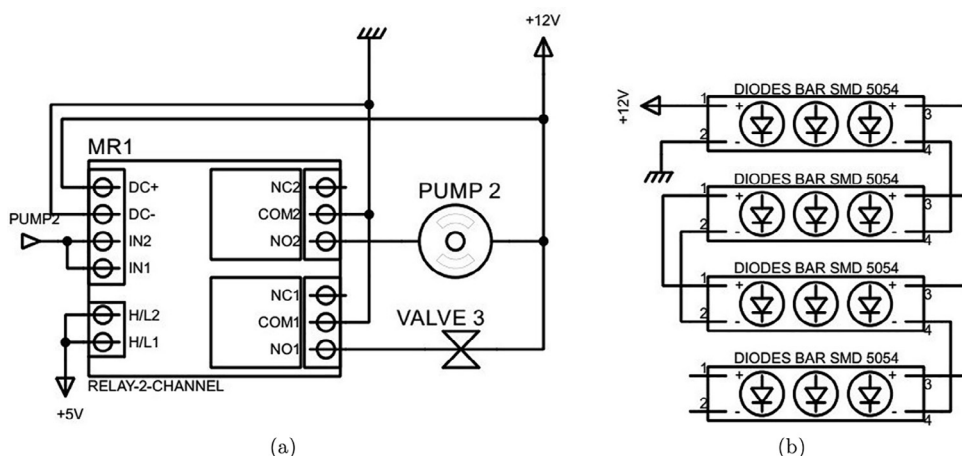 +12V
MR1
DC+
DC-
IN2
IN1
H/L2
H/L1
PUMP2
+5V
RELAY-2-CHANNEL
NC2
COM2
NO2
NC1
COM1
NO1
PUMP 2
VALVE 3
(a)
+12V
DIODES BAR SMD 5054
1 + + 3
2 - - 4
DIODES BAR SMD 5054
1 + + 3
2 - - 4
DIODES BAR SMD 5054
1 + + 3
2 - - 4
DIODES BAR SMD 5054
1 + + 3
2 - - 4
(b)